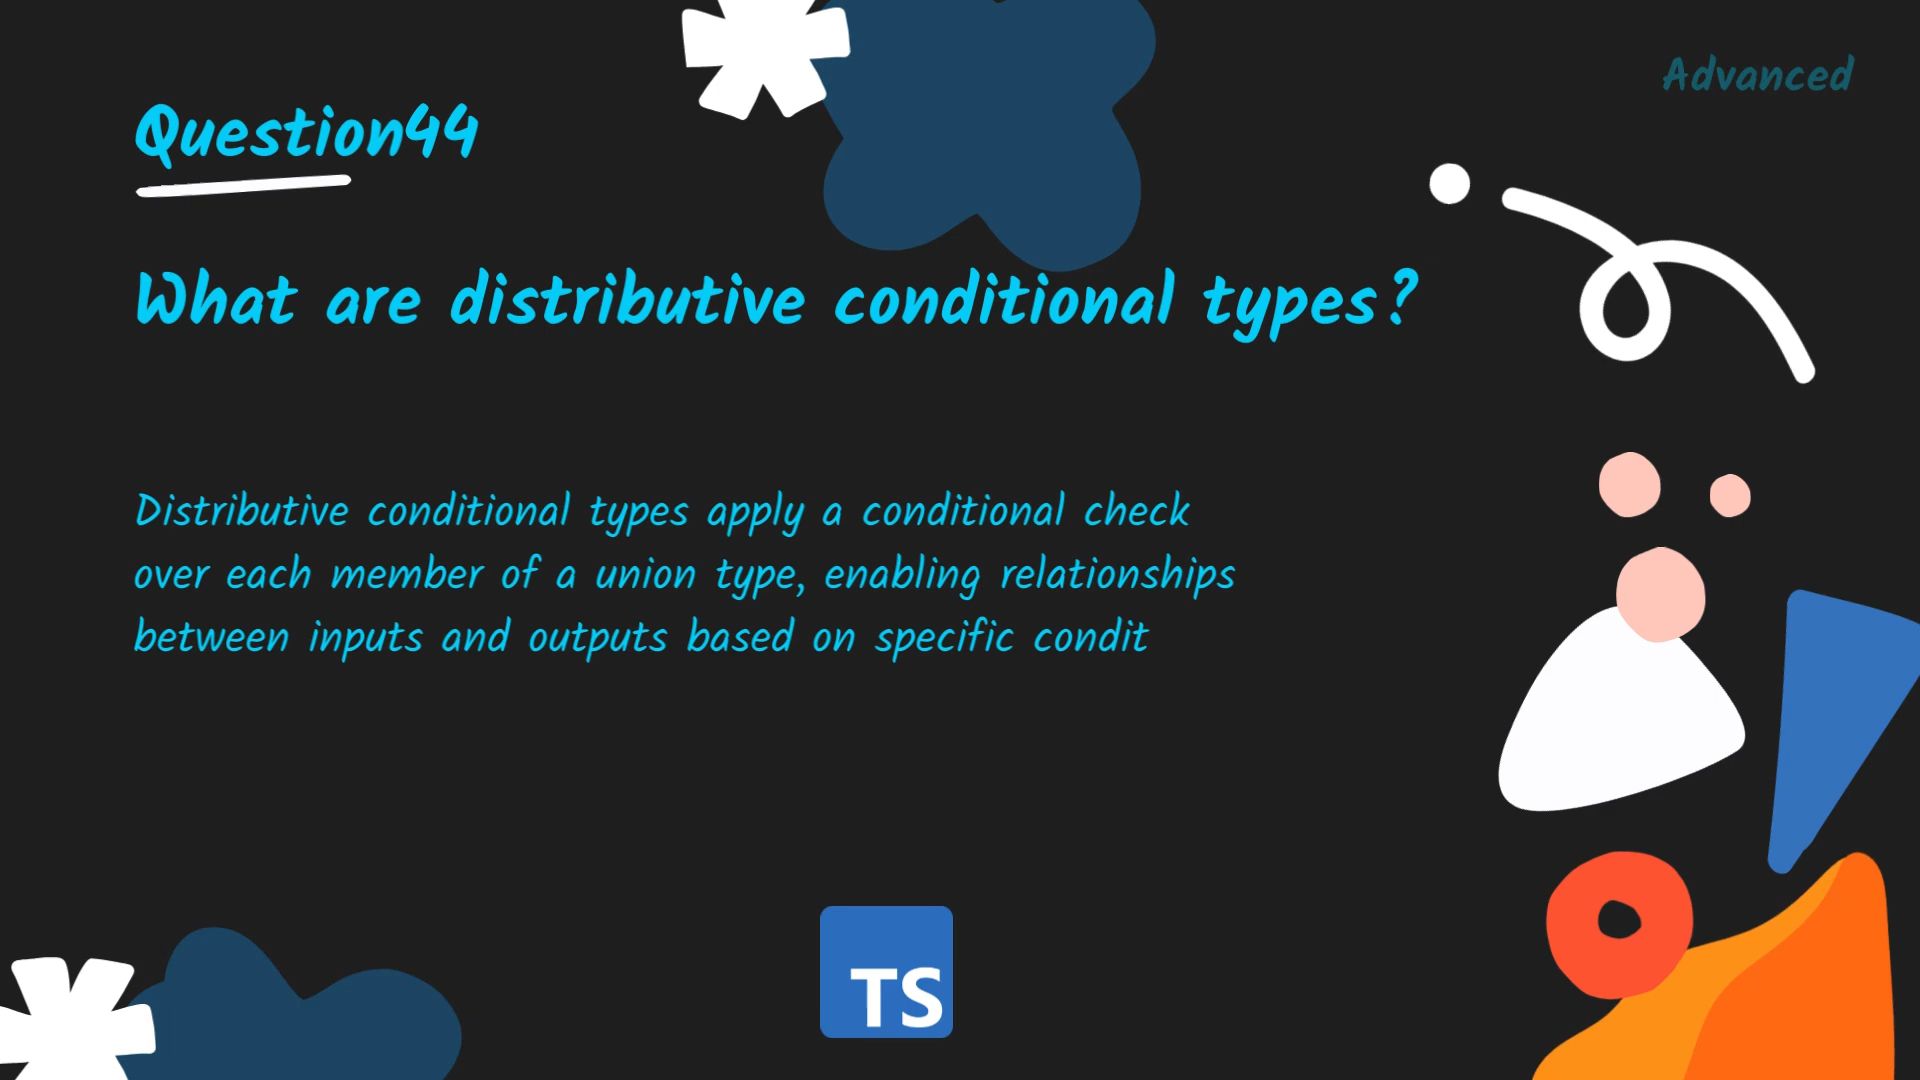 Advanced
Question44
What are distributive conditional types?
Distributive conditional types apply a conditional check
over each member of a union type, enabling relationships
between inputs and outputs based on specific condit
TS